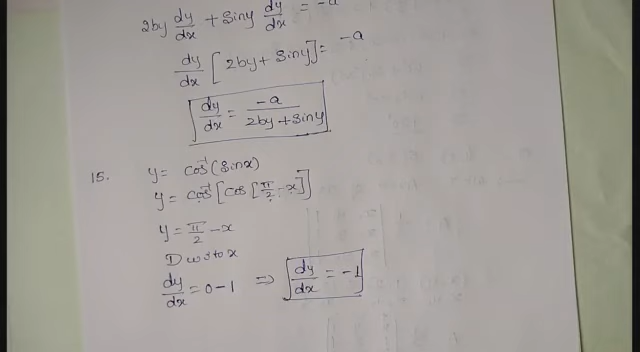 2by dy/dx + siny dy/dx = -a
dy/dx [2by + siny] = -a
dy/dx = -a / 2by + siny
15. y = cos⁻¹(sinx)
y = cos⁻¹[cos[π/2 - x]]
y = π/2 - x
D w r to x
dy/dx = 0 - 1 ⇒ dy/dx = -1